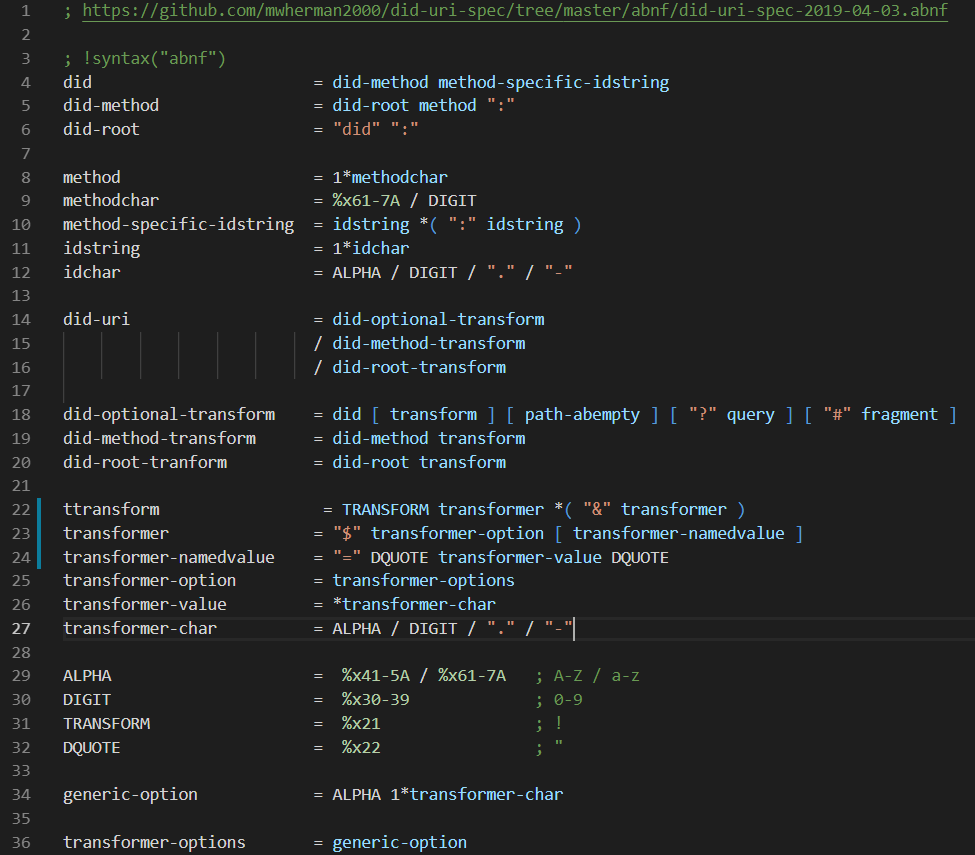 1 ; https://github.com/mwherman2000/did-uri-spec/tree/master/abnf/did-uri-spec-2019-04-03.abnf
2
3 ; !syntax("abnf")
4 did = did-method method-specific-idstring
5 did-method = did-root method ":"
6 did-root = "did" ":"
7
8 method = 1*methodchar
9 methodchar = %x61-7A / DIGIT
10 method-specific-idstring = idstring *( ":" idstring )
11 idstring = 1*idchar
12 idchar = ALPHA / DIGIT / "." / "-"
13
14 did-uri = did-optional-transform
15 / did-method-transform
16 / did-root-transform
17
18 did-optional-transform = did [ transform ] [ path-abempty ] [ "?" query ] [ "#" fragment ]
19 did-method-transform = did-method transform
20 did-root-tranform = did-root transform
21
22 ttransform = TRANSFORM transformer *( "&" transformer )
23 transformer = "$" transformer-option [ transformer-namedvalue ]
24 transformer-namedvalue = "=" DQUOTE transformer-value DQUOTE
25 transformer-option = transformer-options
26 transformer-value = *transformer-char
27 transformer-char = ALPHA / DIGIT / "." / "-"
28
29 ALPHA = %x41-5A / %x61-7A ; A-Z / a-z
30 DIGIT = %x30-39 ; 0-9
31 TRANSFORM = %x21 ; !
32 DQUOTE = %x22 ; "
33
34 generic-option = ALPHA 1*transformer-char
35
36 transformer-options = generic-option